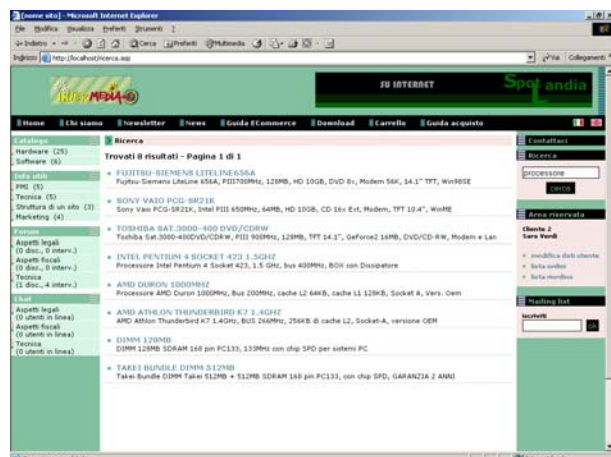 [nome sito] - Microsoft Internet Explorer
File Modifica Visualizza Preferiti Strumenti ?
Indietro Cerca Preferiti Multimedia
Indirizzo http://localhost/ricerca.asp Vai Collegamenti
INTERMEDIA
SU INTERNET
Spot Landia
Home Chi siamo Newsletter News Guida ECommerce Download Carrello Guida acquisto
Catalogo
Hardware (25)
Software (6)
Info utili
PMI (5)
Tecnica (5)
Struttura di un sito (3)
Marketing (4)
Forum
Aspetti legali
(0 disc., 0 interv.)
Aspetti fiscali
(0 disc., 0 interv.)
Tecnica
(1 disc., 4 interv.)
Chat
Aspetti legali
(0 utenti in linea)
Aspetti fiscali
(0 utenti in linea)
Tecnica
(0 utenti in linea)
Ricerca
Trovati 8 risultati - Pagina 1 di 1
FUJITSU-SIEMENS LITELINE656A
Fujitsu-Siemens LiteLine 656A, PIII700MHz, 128MB, HD 10GB, DVD 8x, Modem 56K, 14.1" TFT, Win98SE
SONY VAIO PCG-SR21K
Sony Vaio PCG-SR21K, Intel PIII 650MHz, 64MB, HD 10GB, CD 16x Ext, Modem, TFT 10.4", WinME
TOSHIBA SAT.3000-400 DVD/CDRW
Toshiba Sat.3000-400DVD/CDRW, PIII 900MHz, 128MB, TFT 14.1", GeForce2 16MB, DVD/CD-RW, Modem e Lan
INTEL PENTIUM 4 SOCKET 423 1.5GHZ
Processore Intel Pentium 4 Socket 423, 1.5 GHz, bus 400MHz, BOX con Dissipatore
AMD DURON 1000MHZ
Processore AMD Duron 1000MHz, Bus 200MHz, cache L2 64KB, cache L1 128KB, Socket A, Vers. Oem
AMD ATHLON THUNDERBIRD K7 1.4GHZ
AMD Athlon Thunderbird K7 1.4GHz, BUS 266MHz, 256KB di cache L2, Socket-A, versione OEM
DIMM 128MB
DIMM 128MB SDRAM 168 pin PC133, 133MHz con chip SPD per sistemi PC
TAKEI BUNDLE DIMM 512MB
Takei Bundle DIMM Takei 512MB + 512MB SDRAM 168 pin PC133, con chip SPD, GARANZIA 2 ANNI
Contattaci
Ricerca
processore
cerca
Area riservata
Cliente 2
Sara Verdi
modifica dati utente
lista ordini
lista riordino
Mailing list
iscriviti
ok